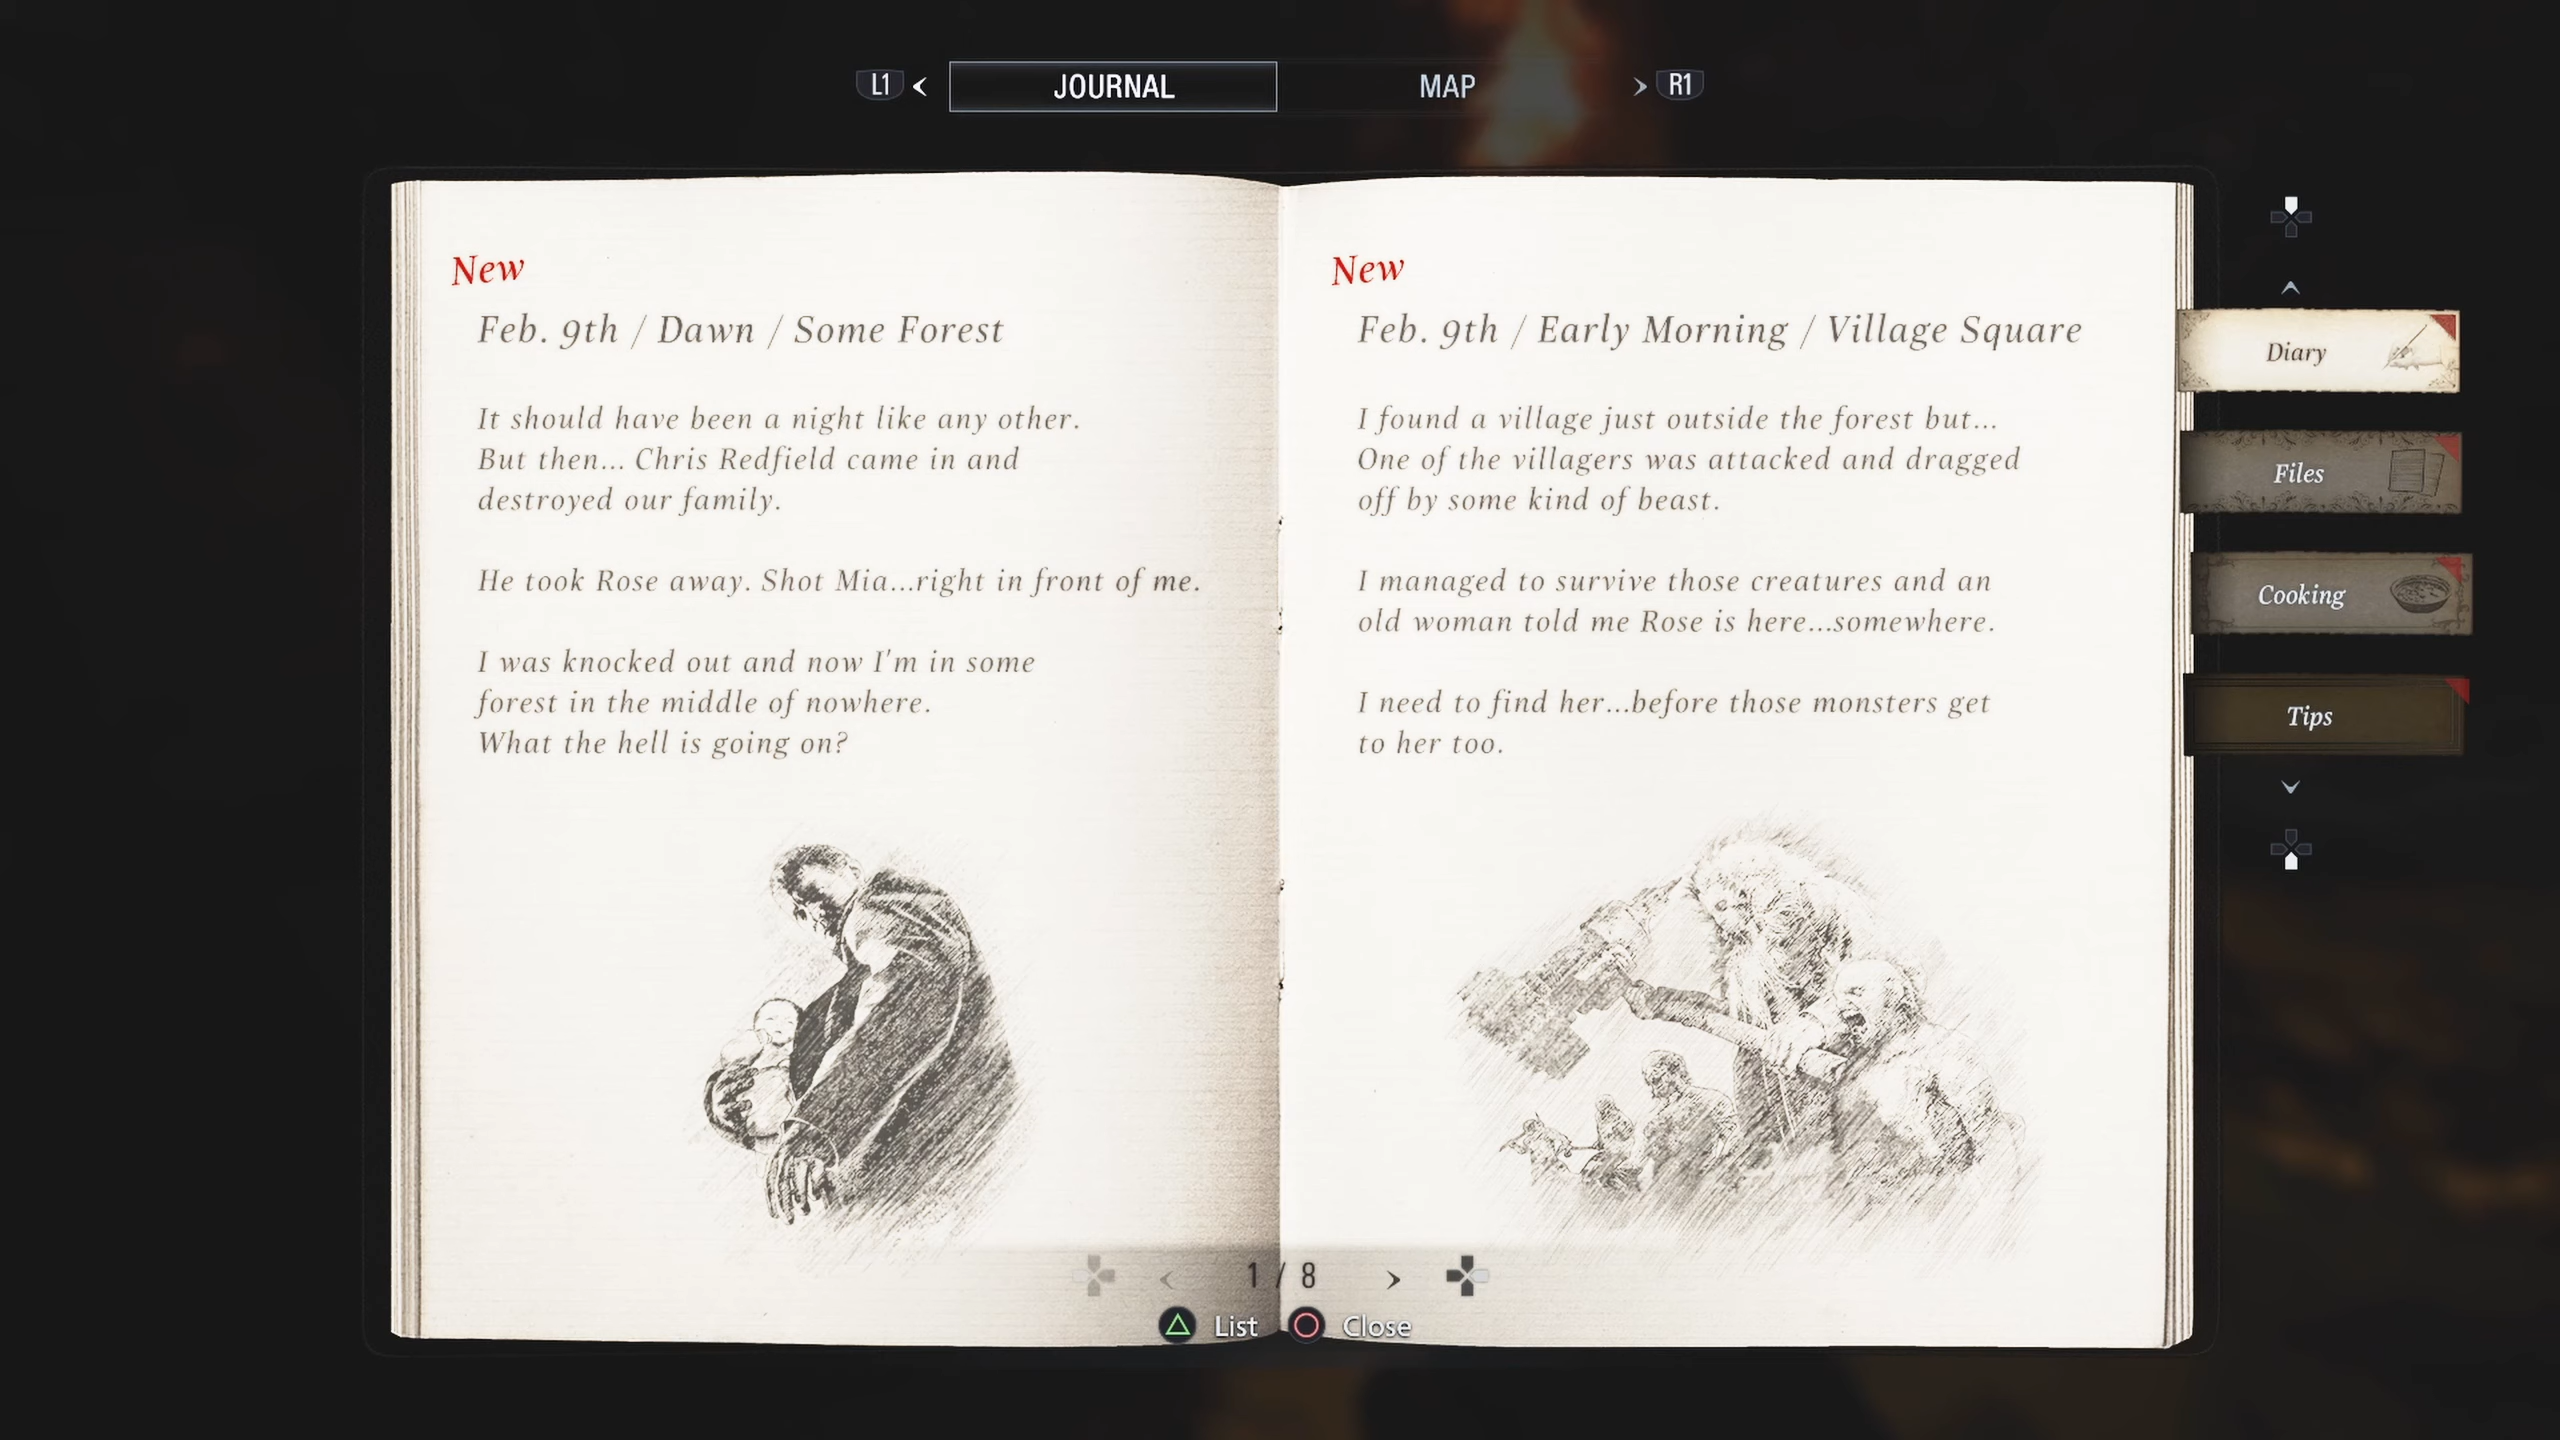 L1 JOURNAL MAP R1
New
Feb. 9th / Dawn / Some Forest
It should have been a night like any other.
But then... Chris Redfield came in and
destroyed our family.
He took Rose away. Shot Mia...right in front of me.
I was knocked out and now I'm in some
forest in the middle of nowhere.
What the hell is going on?
New
Feb. 9th / Early Morning / Village Square
I found a village just outside the forest but...
One of the villagers was attacked and dragged
off by some kind of beast.
I managed to survive those creatures and an
old woman told me Rose is here...somewhere.
I need to find her...before those monsters get
to her too.
Diary
Files
Cooking
Tips
1 / 8
List Close